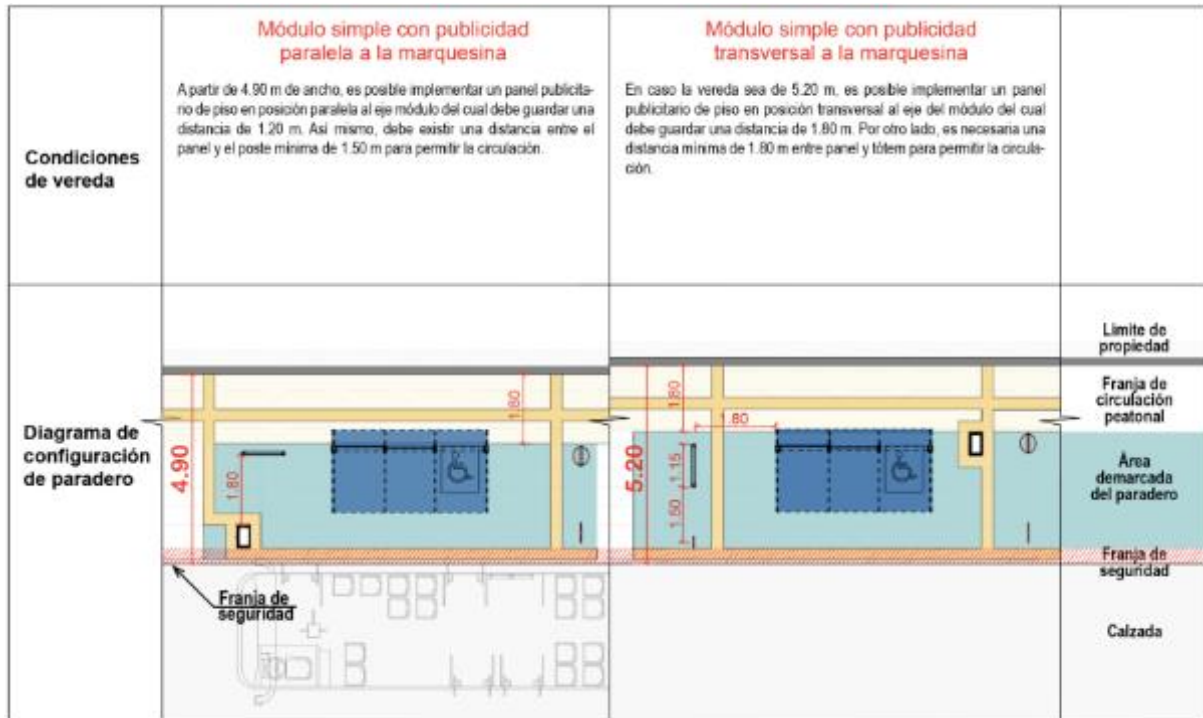 Módulo simple con publicidad
paralela a la marquesina
Módulo simple con publicidad
transversal a la marquesina
Condiciones
de vereda
A partir de 4.90 m de ancho, es posible implementar un panel publicita-
rio de piso en posición paralela al eje módulo del cual debe guardar una
distancia de 1.20 m. Asi mismo, debe existir una distancia entre el
panel y el poste mínima de 1.50 m para permitir la circulación.
En caso la vereda sea de 5.20 m, es posible implementar un panel
publicitario de piso en posición transversal al eje del módulo del cual
debe guardar una distancia de 1.80 m. Por otro lado, es necesaria una
distancia mínima de 1.80 m entre panel y tótem para permitir la circula-
ción.
Diagrama de
configuración
de paradero
4.90
1.80
1.80
5.20
1.80
1.80
1.15
1.50
Franja de
seguridad
Limite de
propiedad
Franja de
circulación
peatonal
Área
demarcada
del paradero
Franja de
seguridad
Calzada